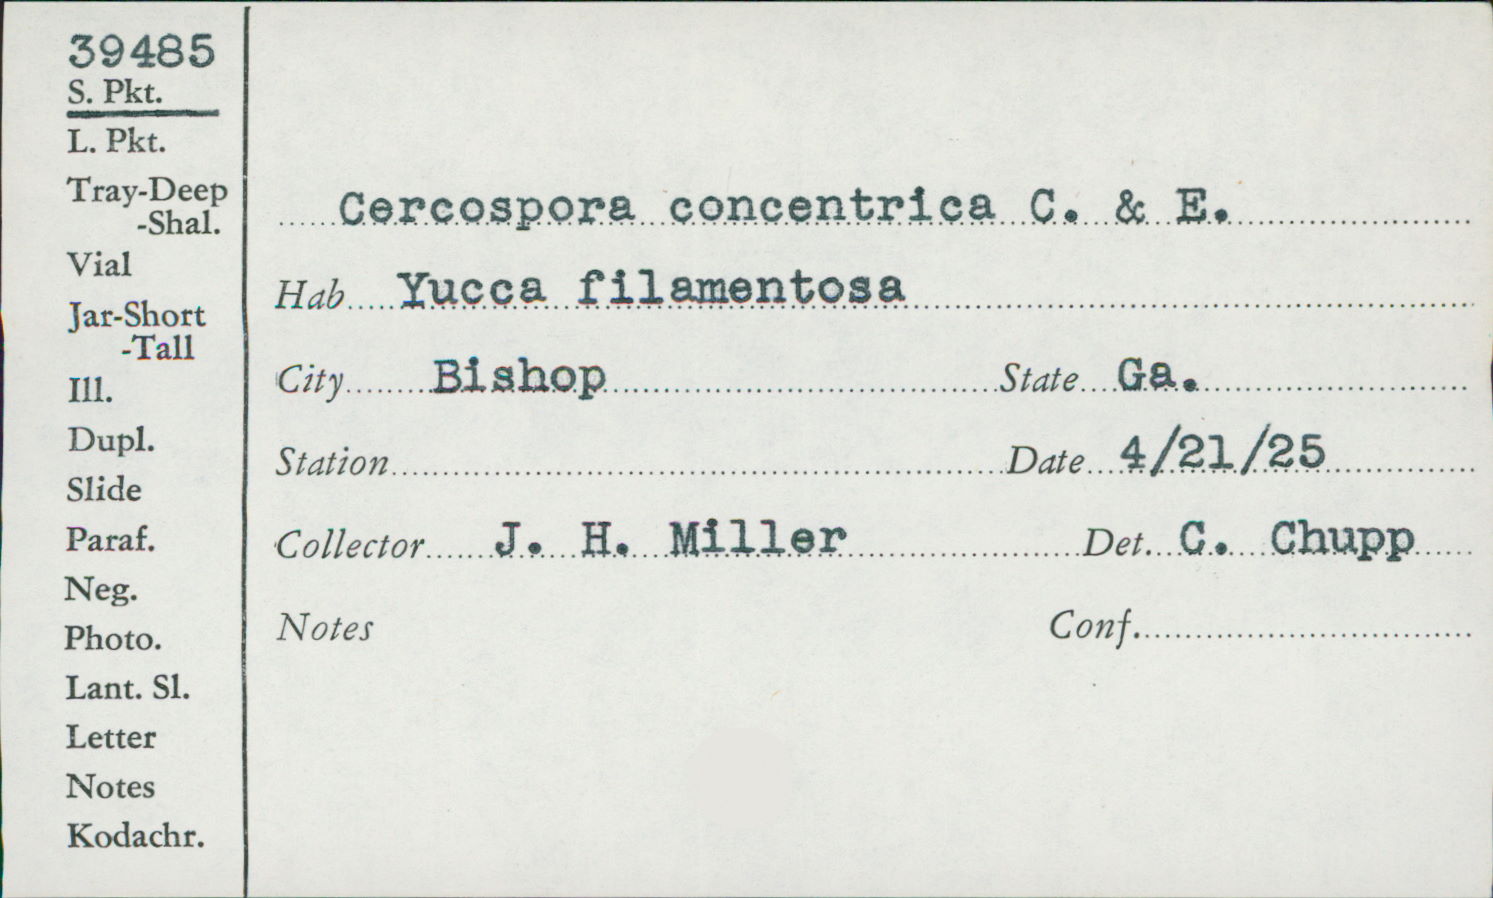 39485
S. Pkt.
L. Pkt.
Tray-Deep
-Shal.
Vial
Jar-Short
-Tall
Ill.
Dupl.
Slide
Paraf.
Neg.
Photo.
Lant. Sl.
Letter
Notes
Kodachr.
Cercospora concentrica C. & E.
Hab Yucca filamentosa
City Bishop State Ga.
Station Date 4/21/25
Collector J. H. Miller Det. C. Chupp
Notes Conf.